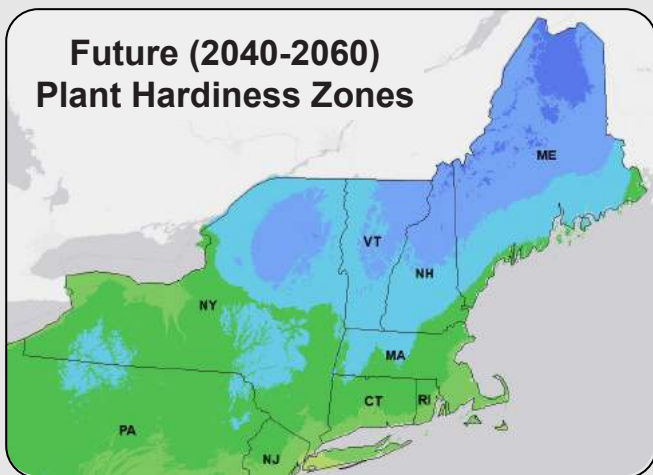 Future (2040-2060)
Plant Hardiness Zones
ME
VT
NH
NY
MA
CT
RI
PA
NJ